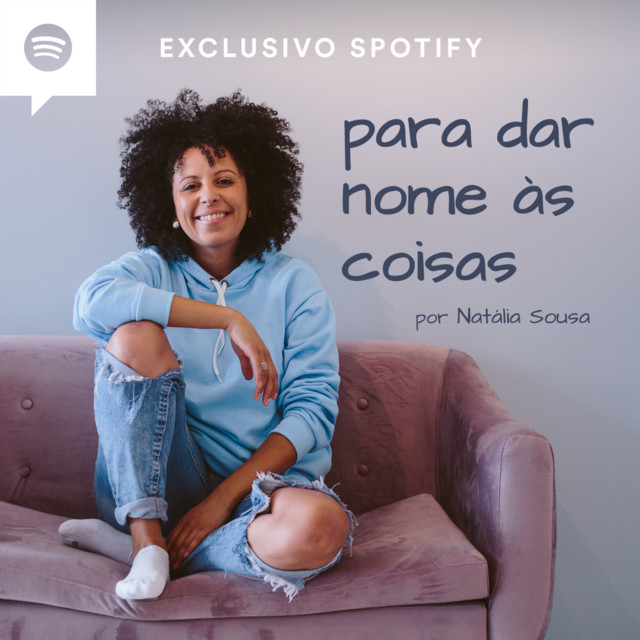 EXCLUSIVO SPOTIFY
para dar
nome às
coisas
por Natália Sousa